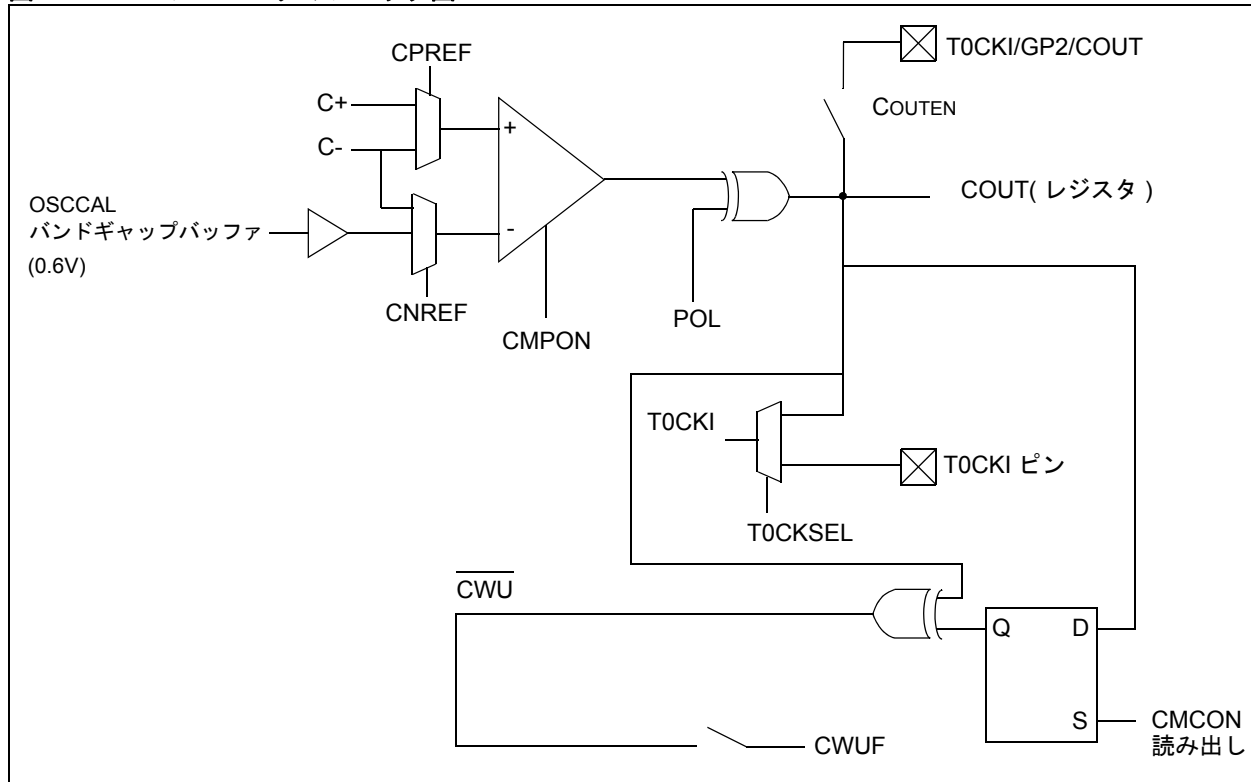 T0CKI/GP2/COUT
CPREF
C+
COUTEN
+
C-
COUT( レジスタ )
OSCCAL
バンドギャップバッファ
(0.6V)
-
CNREF
POL
CMPON
T0CKI
T0CKI ピン
T0CKSEL
CWU
Q
D
S
CMCON
読み出し
CWUF